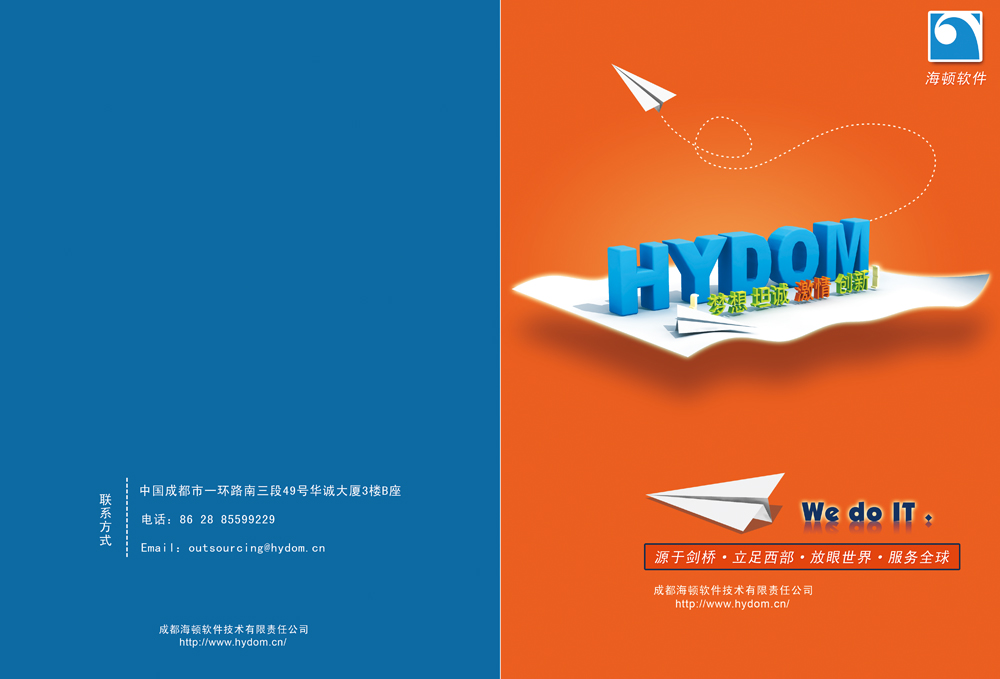 联系方式
中国成都市一环路南三段49号华诚大厦3楼B座
电话：86 28 85599229
Email：outsourcing@hydom.cn
成都海顿软件技术有限责任公司
http://www.hydom.cn/
海顿软件
HYDOM
梦想 坦诚 激情 创新
We do IT .
源于剑桥·立足西部·放眼世界·服务全球
成都海顿软件技术有限责任公司
http://www.hydom.cn/